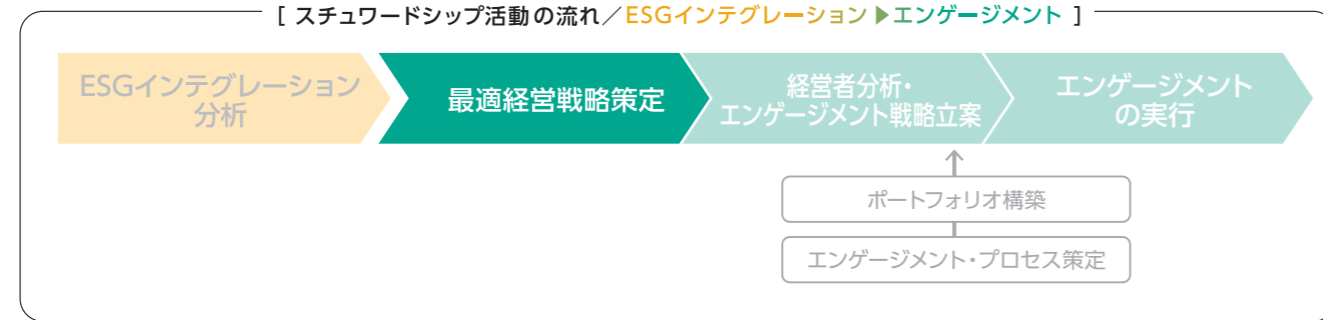 [ スチュワードシップ活動の流れ／ESGインテグレーション▶エンゲージメント ]
ESGインテグレーション
分析
最適経営戦略策定
経営者分析・
エンゲージメント戦略立案
エンゲージメント
の実行
ポートフォリオ構築
エンゲージメント・プロセス策定